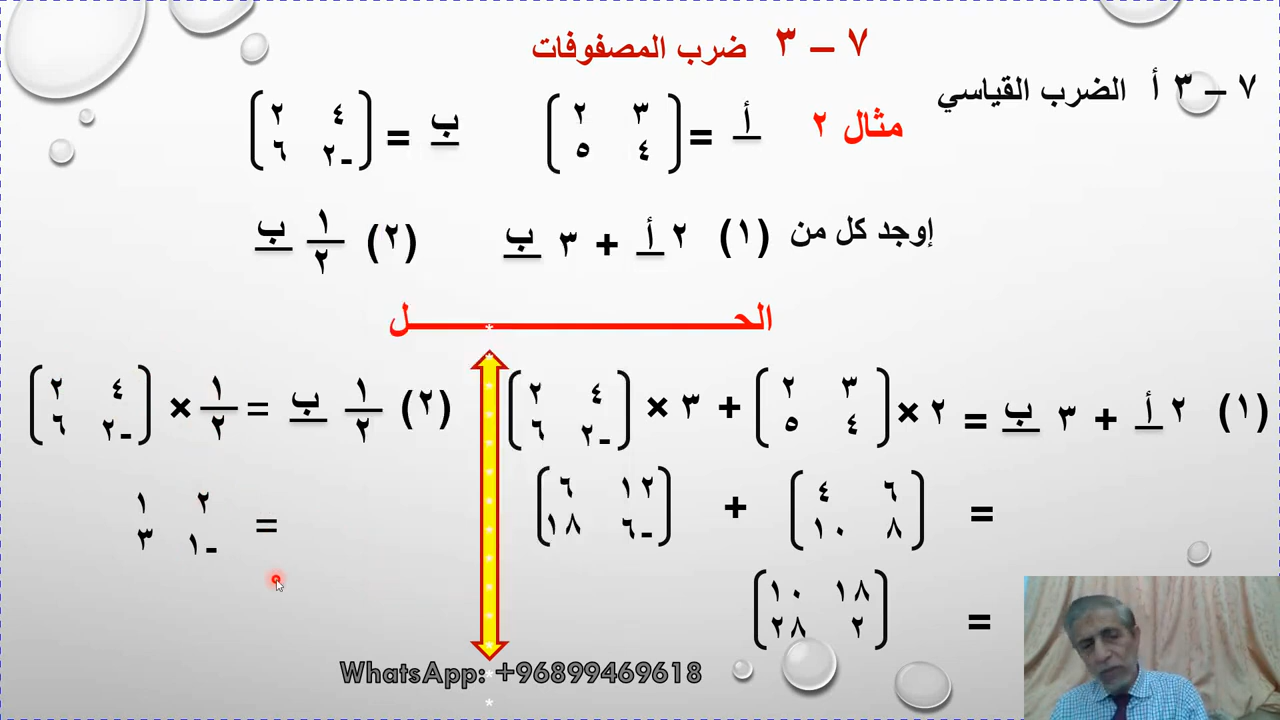 ٧ – ٣ ضرب المصفوفات
٧ – ٣ أ الضرب القياسي
مثال ٢ أ = ( ٣ ٢ ب = ( ٤ ٢
٤ ٥ ) -٢ ٦ )
إوجد كل من (١) ٢ أ + ٣ ب (٢) ١/٢ ب
الحـــــــــل
(١) ٢ أ + ٣ ب = ٢ × ( ٣ ٢ + ٣ × ( ٤ ٢
٤ ٥ ) -٢ ٦ )
= ( ٦ ٤ + ( ١٢ ٦
٨ ١٠ ) -٦ ١٨ )
= ( ١٨ ١٠
٢ ٢٨ )
(٢) ١/٢ ب = ١/٢ × ( ٤ ٢
-٢ ٦ )
= ٢ ١
-١ ٣
WhatsApp: +96899469618